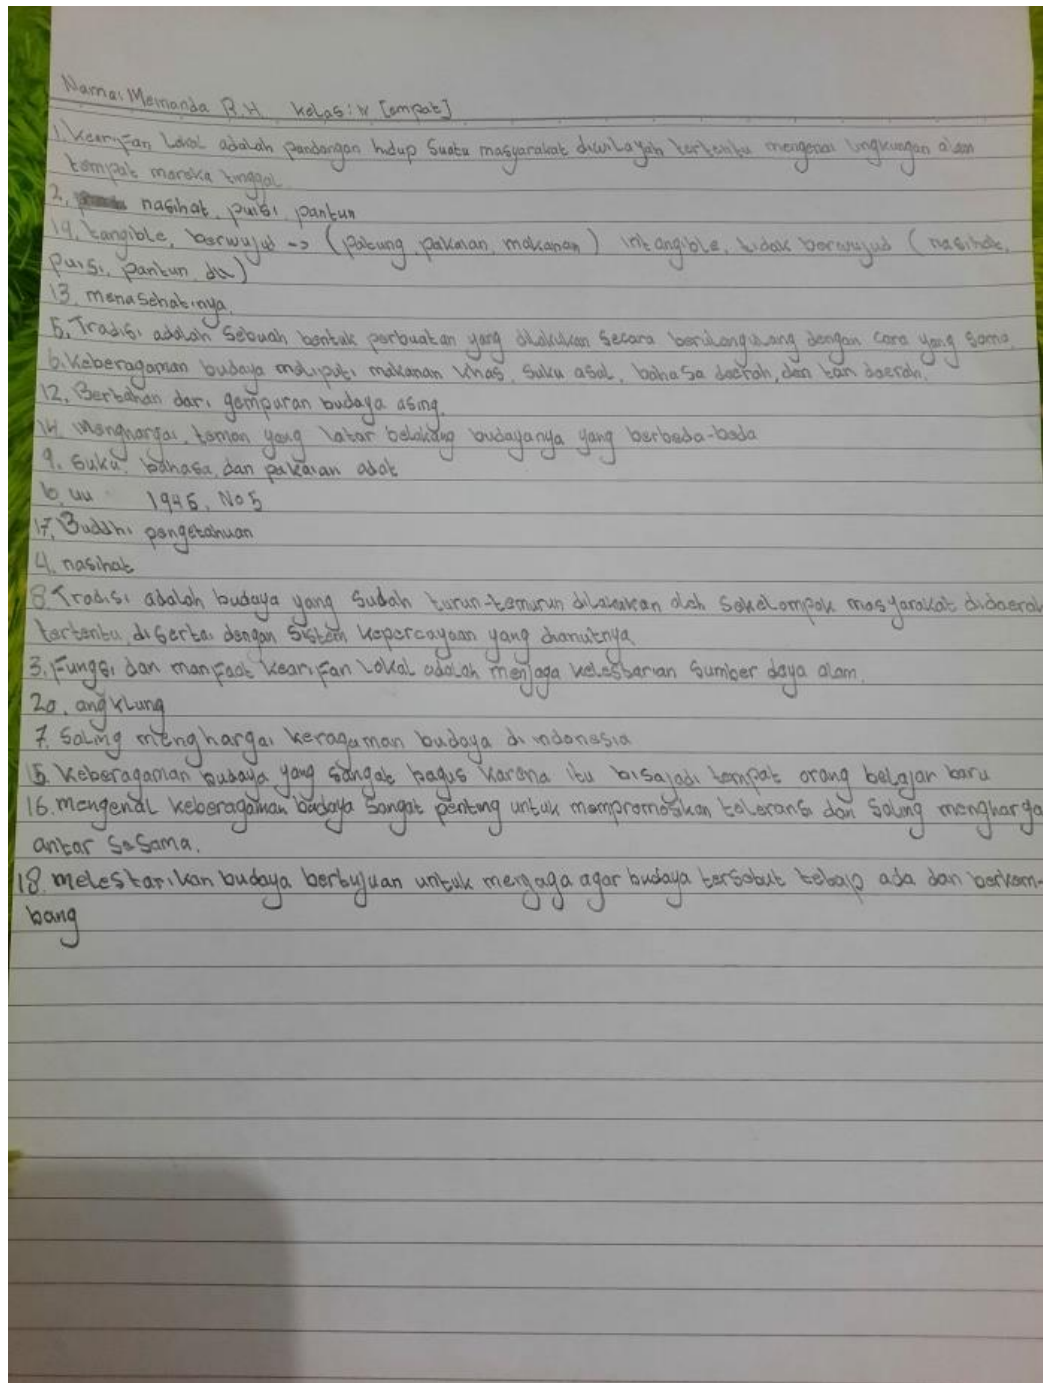 Nama: Meinanda R.H kelas: IV [empat]
1. Kearifan Lokal adalah pandangan hidup suatu masyarakat diwilayah tertentu mengenai lingkungan alam
tempat mereka tinggal.
2. nasihat, puisi, pantun
19. tangible, berwujud -> (patung, pakaian, makanan) intangible, tidak berwujud (nasihat,
puisi, pantun, dll)
13. menasehatinya.
5. Tradisi adalah sebuah bentuk perbuatan yang dilakukan secara berulangulang dengan cara yang sama.
6. Keberagaman budaya meliputi makanan khas, suku asal, bahasa daerah, dan tari daerah.
12. Bertahan dari gempuran budaya asing.
14. menghargai teman yang latar belakang budayanya yang berbeda-beda
9. suku, bahasa, dan pakaian adat
10. uu 1945, No 5
17. Buddhi pengetahuan
4. nasihat
8. Tradisi adalah budaya yang sudah turun-temurun dilakukan oleh sekelompok masyarakat didaerah
tertentu, disertai dengan sistem kepercayaan yang dianutnya
3. Fungsi dan manfaat kearifan lokal adalah menjaga kelestarian sumber daya alam.
20. angklung
7. Saling menghargai keragaman budaya di indonesia
15. Keberagaman budaya yang sangat bagus karena itu bisa jadi tempat orang belajar baru
16. mengenal keberagaman budaya sangat penting untuk mempromosikan toleransi dan saling mengharga
antar sesama.
18. melestarikan budaya bertujuan untuk menjaga agar budaya tersebut tetap ada dan berkem-
bang